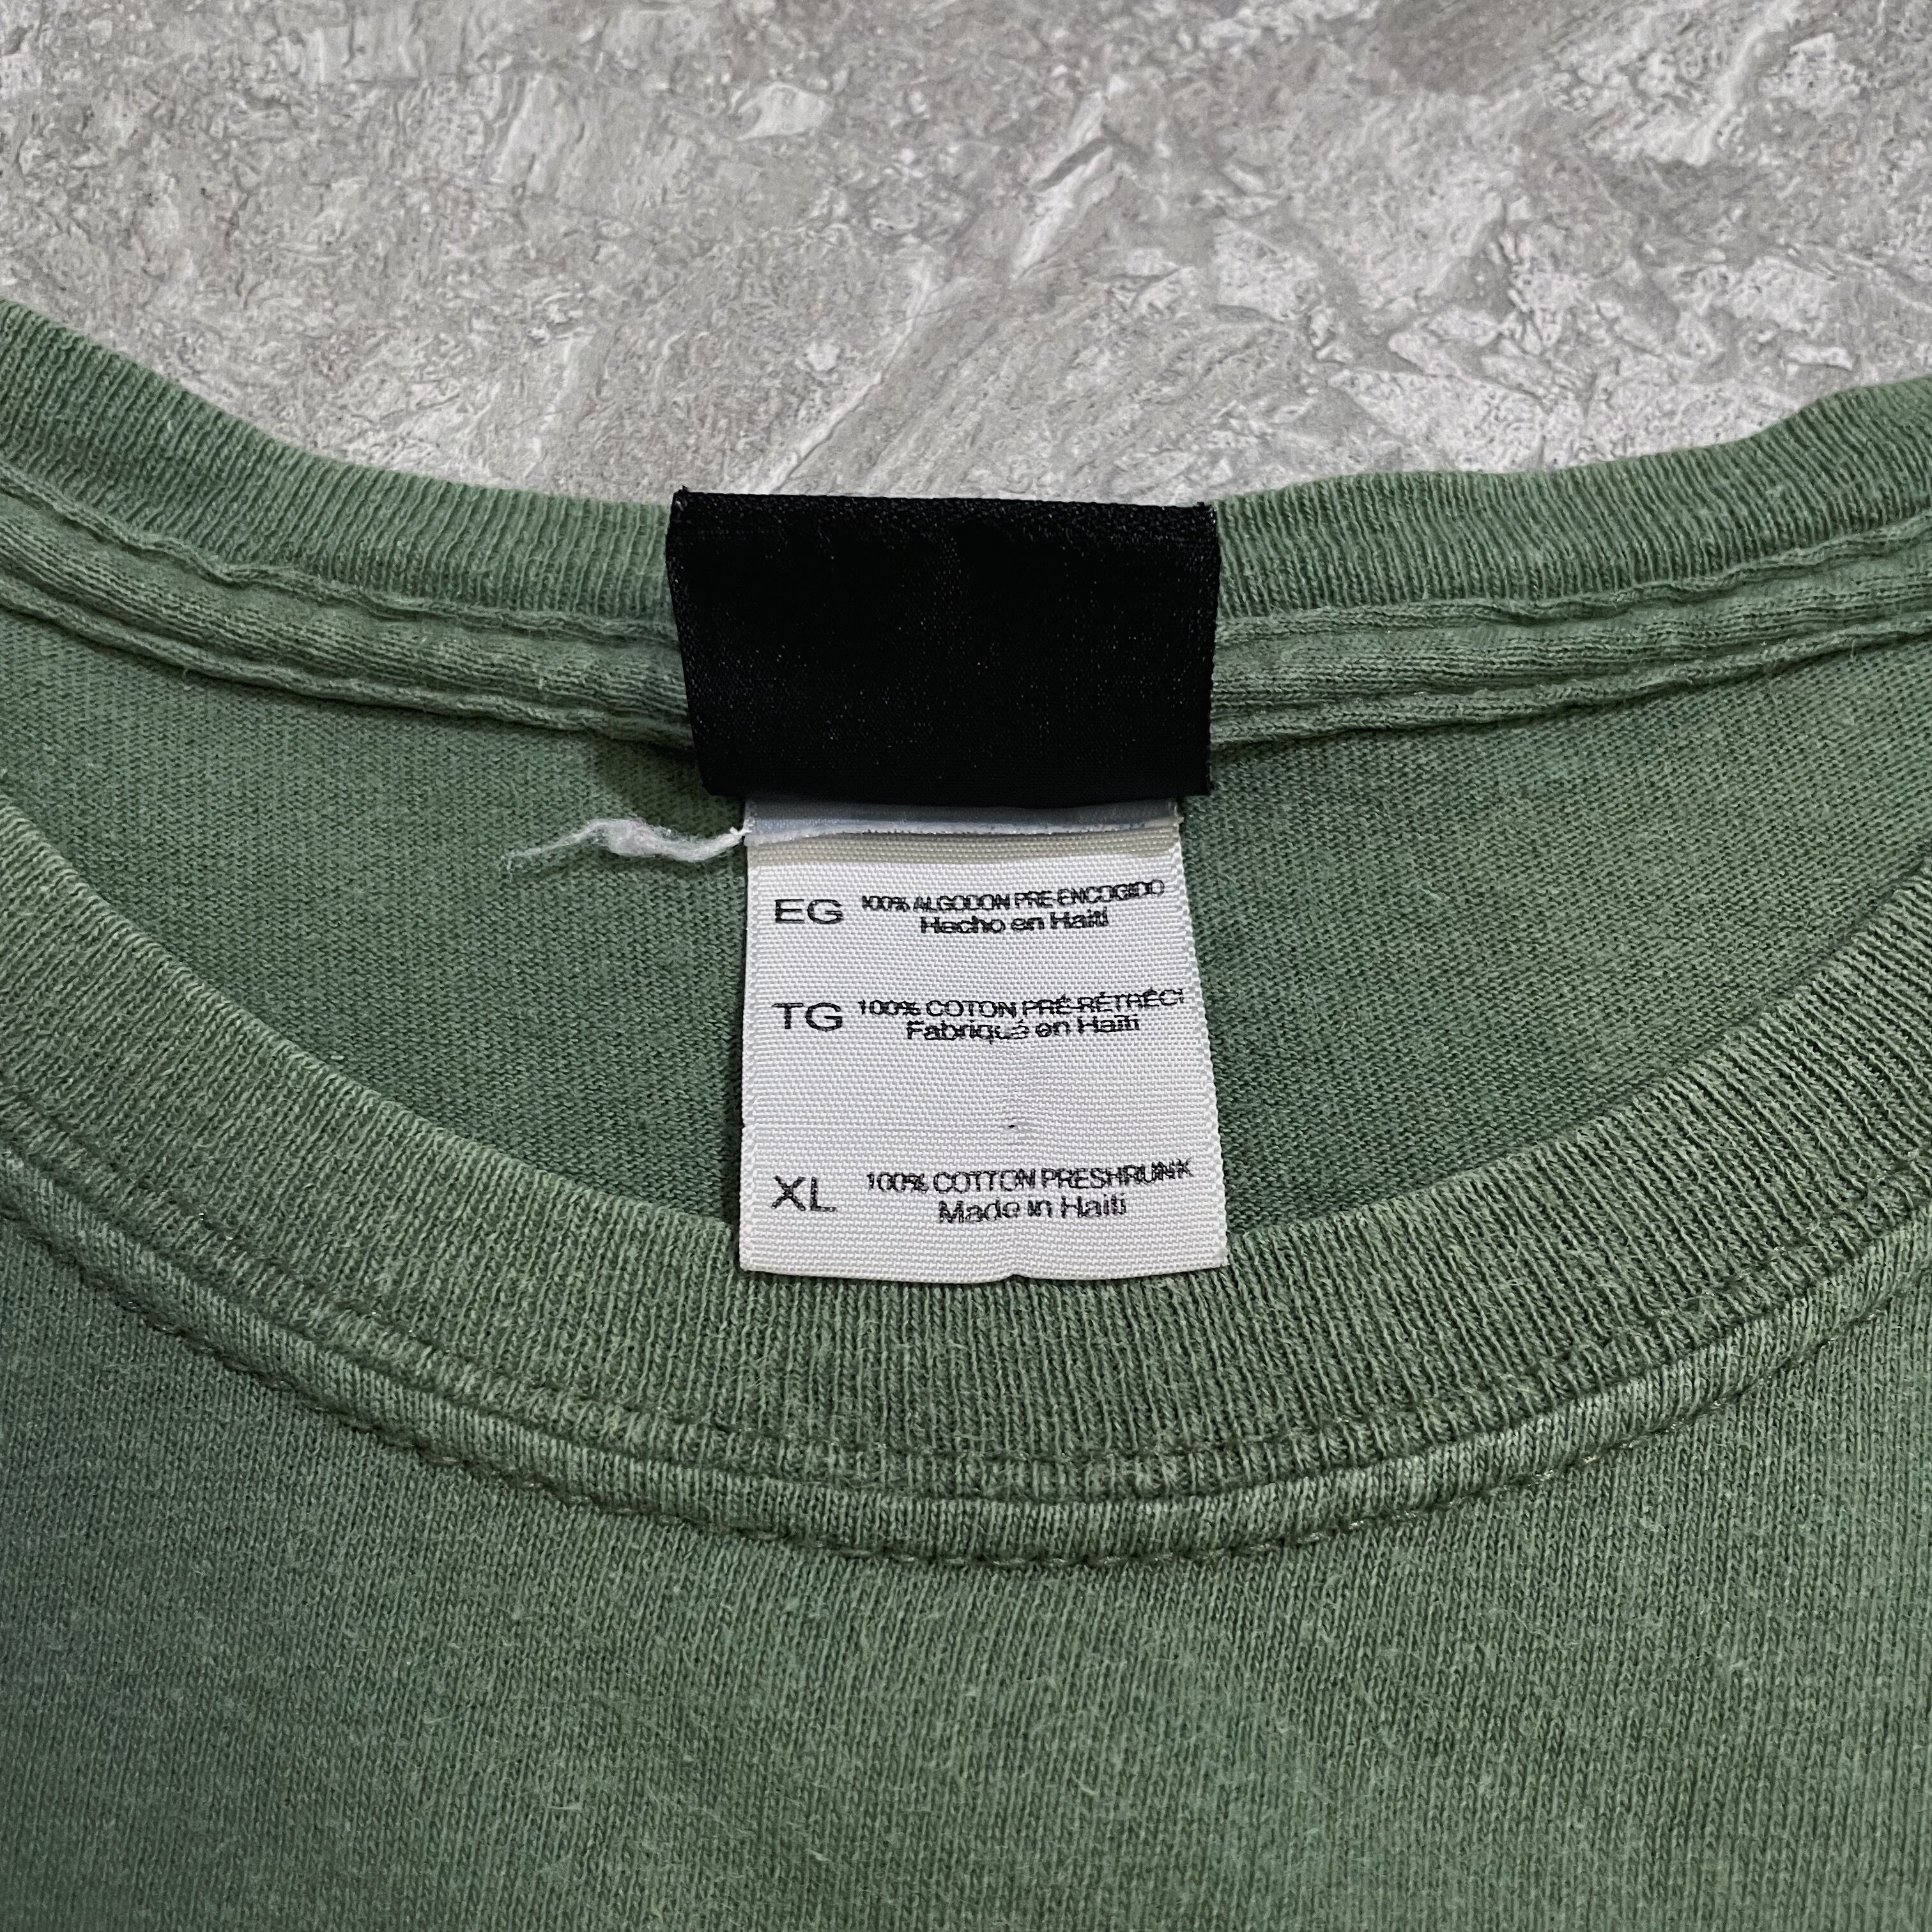 EG 100% ALGODON PRE-ENCOGIDO
Hecho en Haiti
TG 100% COTON PRÉ-RÉTRÉCI
Fabriqué en Haïti
XL 100% COTTON PRESHRUNK
Made in Haiti